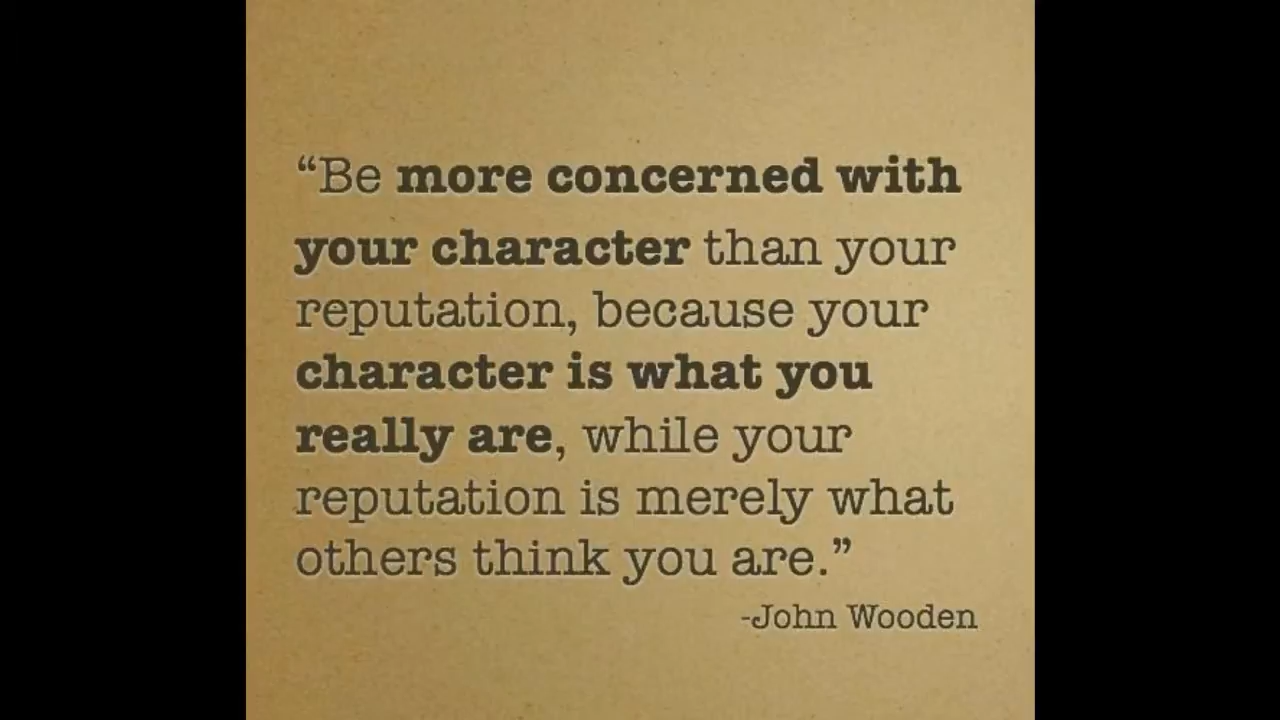 “Be more concerned with
your character than your
reputation, because your
character is what you
really are, while your
reputation is merely what
others think you are.”
-John Wooden